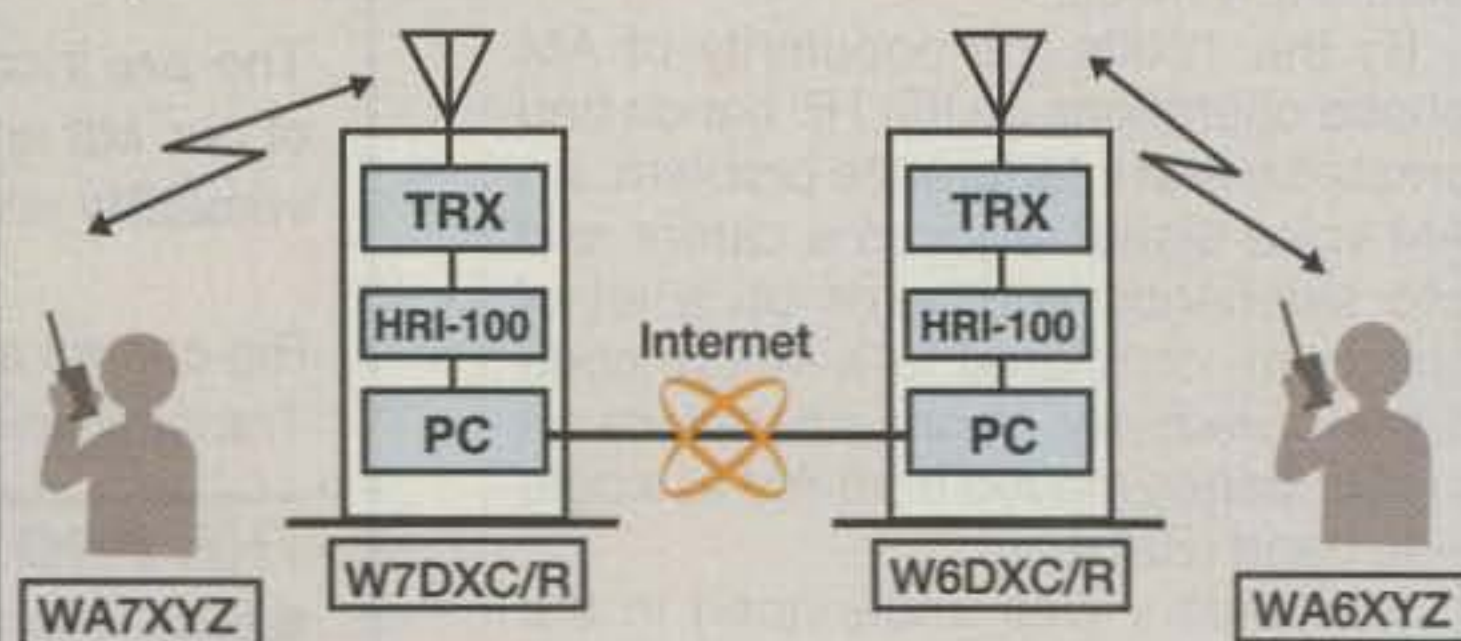 TRX
HRI-100
PC
Internet
TRX
HRI-100
PC
WA7XYZ
W7DXC/R
W6DXC/R
WA6XYZ